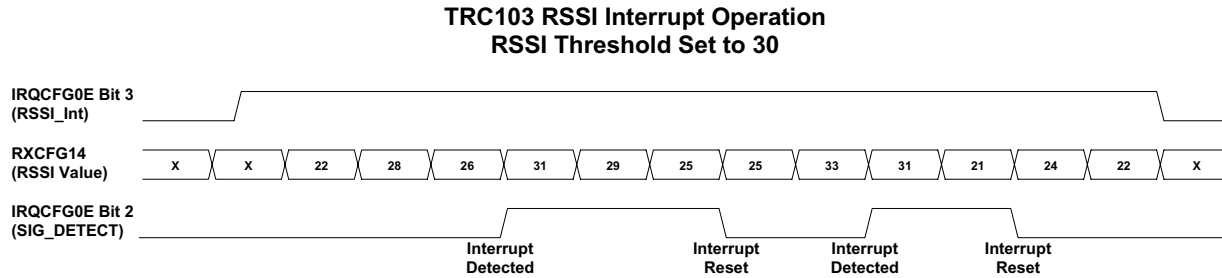 TRC103 RSSI Interrupt Operation
RSSI Threshold Set to 30
IRQCFG0E Bit 3
(RSSI_Int)
RXCFG14
(RSSI Value)
X X 22 28 26 31 29 25 25 33 31 21 24 22 X
IRQCFG0E Bit 2
(SIG_DETECT)
Interrupt Interrupt Interrupt Interrupt
Detected Reset Detected Reset